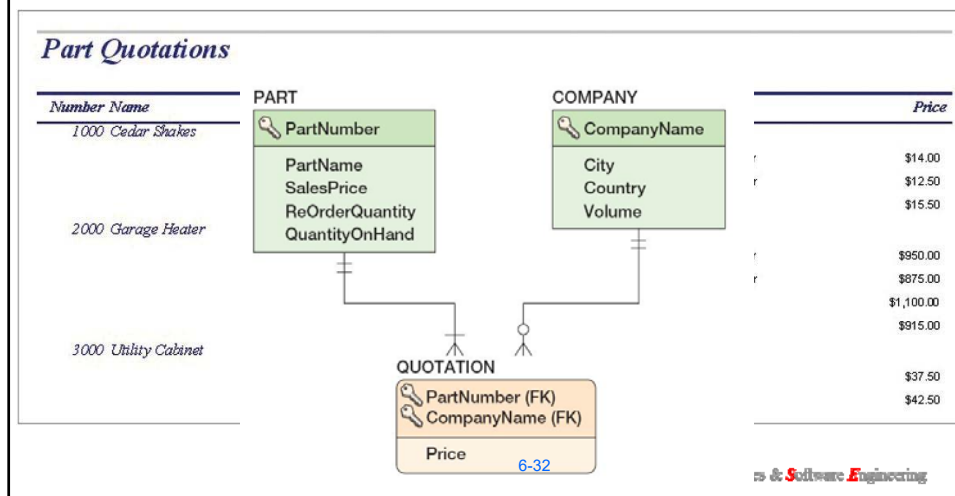 Part Quotations
Number Name
Price
1000 Cedar Shakes
$14.00
$12.50
$15.50
2000 Garage Heater
$950.00
$875.00
$1,100.00
$915.00
3000 Utility Cabinet
$37.50
$42.50
PART
PartNumber
PartName
SalesPrice
ReOrderQuantity
QuantityOnHand
COMPANY
CompanyName
City
Country
Volume
QUOTATION
PartNumber (FK)
CompanyName (FK)
Price
6-32
& Software Engineering